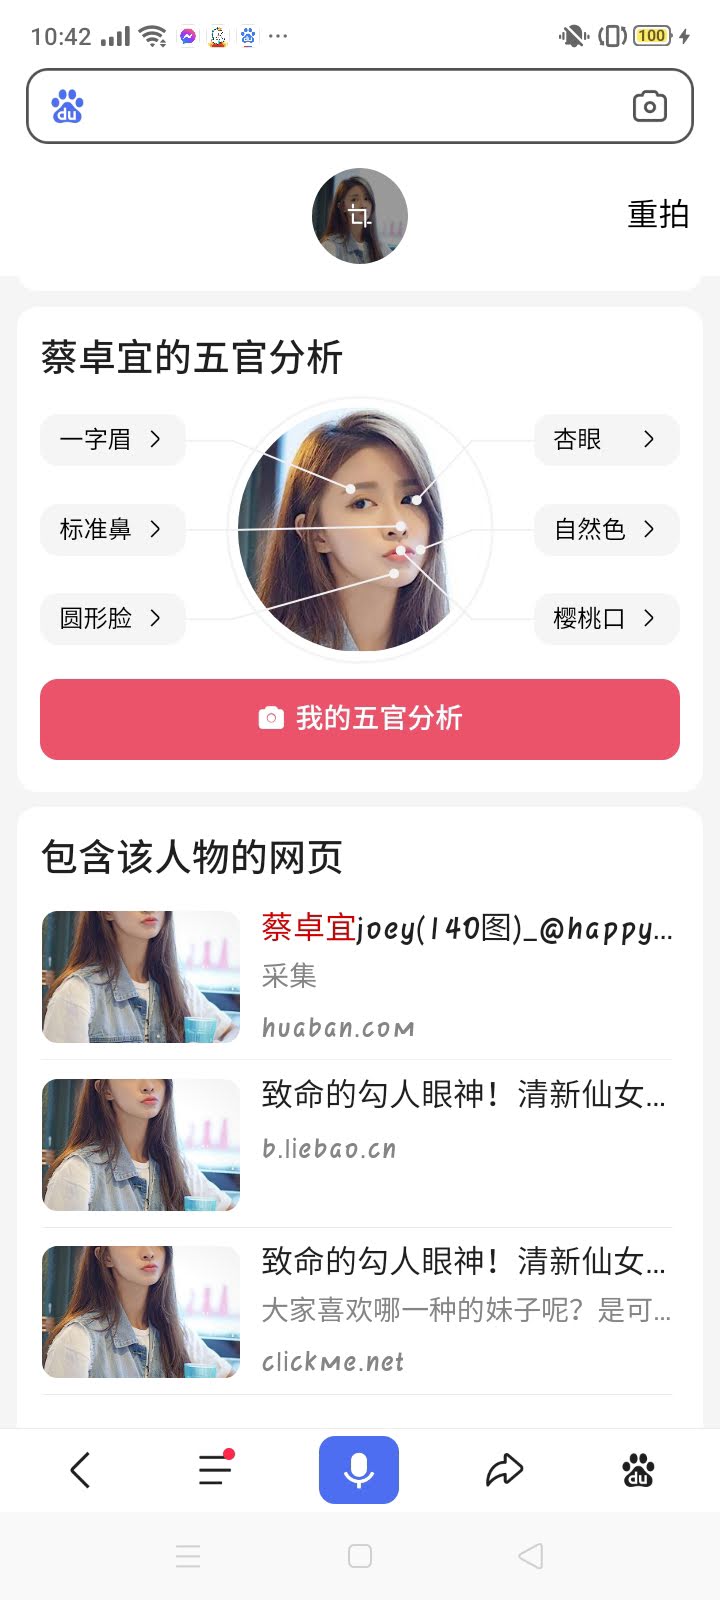 10:42
100
du
重拍
蔡卓宜的五官分析
一字眉
杏眼
标准鼻
自然色
圆形脸
樱桃口
我的五官分析
包含该人物的网页
蔡卓宜joey(140图)_@happy...
采集
huaban.com
致命的勾人眼神！清新仙女...
b.liebao.cn
致命的勾人眼神！清新仙女...
大家喜欢哪一种的妹子呢？是可...
clickme.net
du